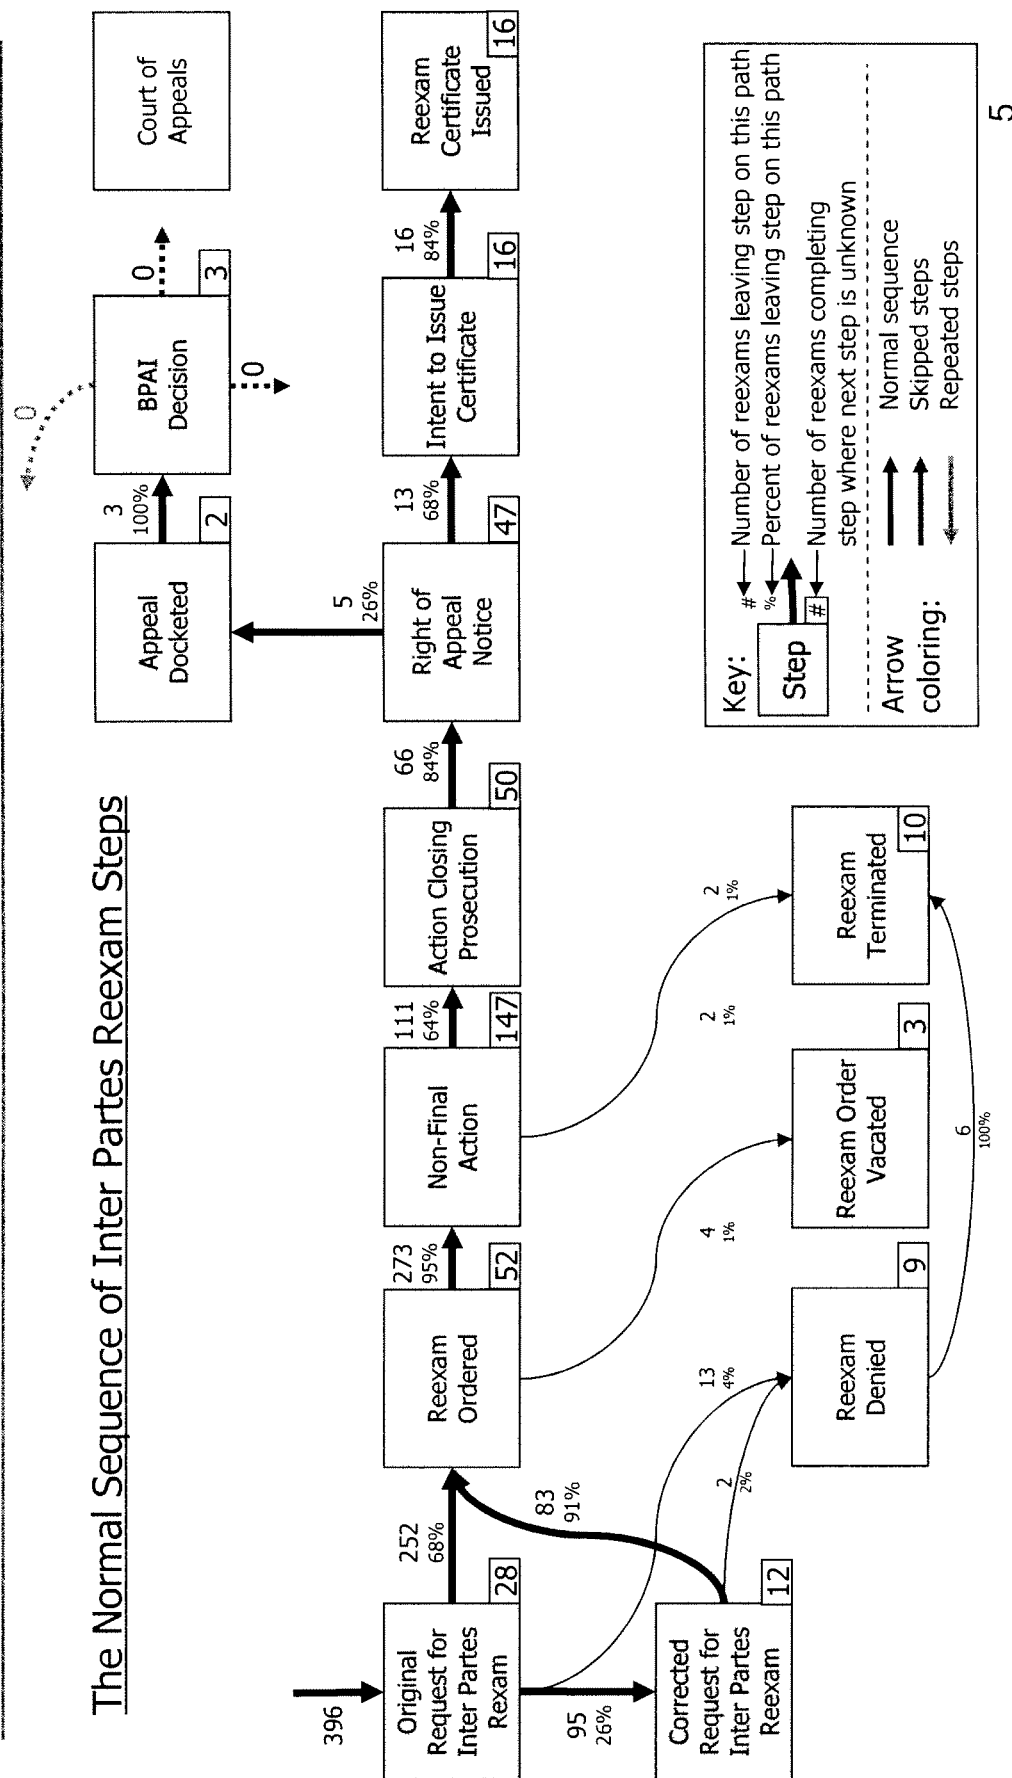 The Normal Sequence of Inter Partes Reexam Steps
396
Original
Request for
Inter Partes
Rexam
28
252
68%
95
26%
Corrected
Request for
Inter Partes
Reexam
12
83
91%
2
2%
13
4%
Reexam
Ordered
52
273
95%
4
1%
Non-Final
Action
147
111
64%
2
1%
2
1%
Action Closing
Prosecution
50
66
84%
Right of
Appeal
Notice
47
5
26%
13
68%
Appeal
Docketed
2
3
100%
BPAI
Decision
3
0
0
0
Court of
Appeals
Intent to Issue
Certificate
16
16
84%
Reexam
Certificate
Issued
16
Reexam
Denied
9
6
100%
Reexam Order
Vacated
3
Reexam
Terminated
10
Key:
Step
#
%
#
Number of reexams leaving step on this path
Percent of reexams leaving step on this path
Number of reexams completing
step where next step is unknown
Arrow
coloring:
Normal sequence
Skipped steps
Repeated steps
5